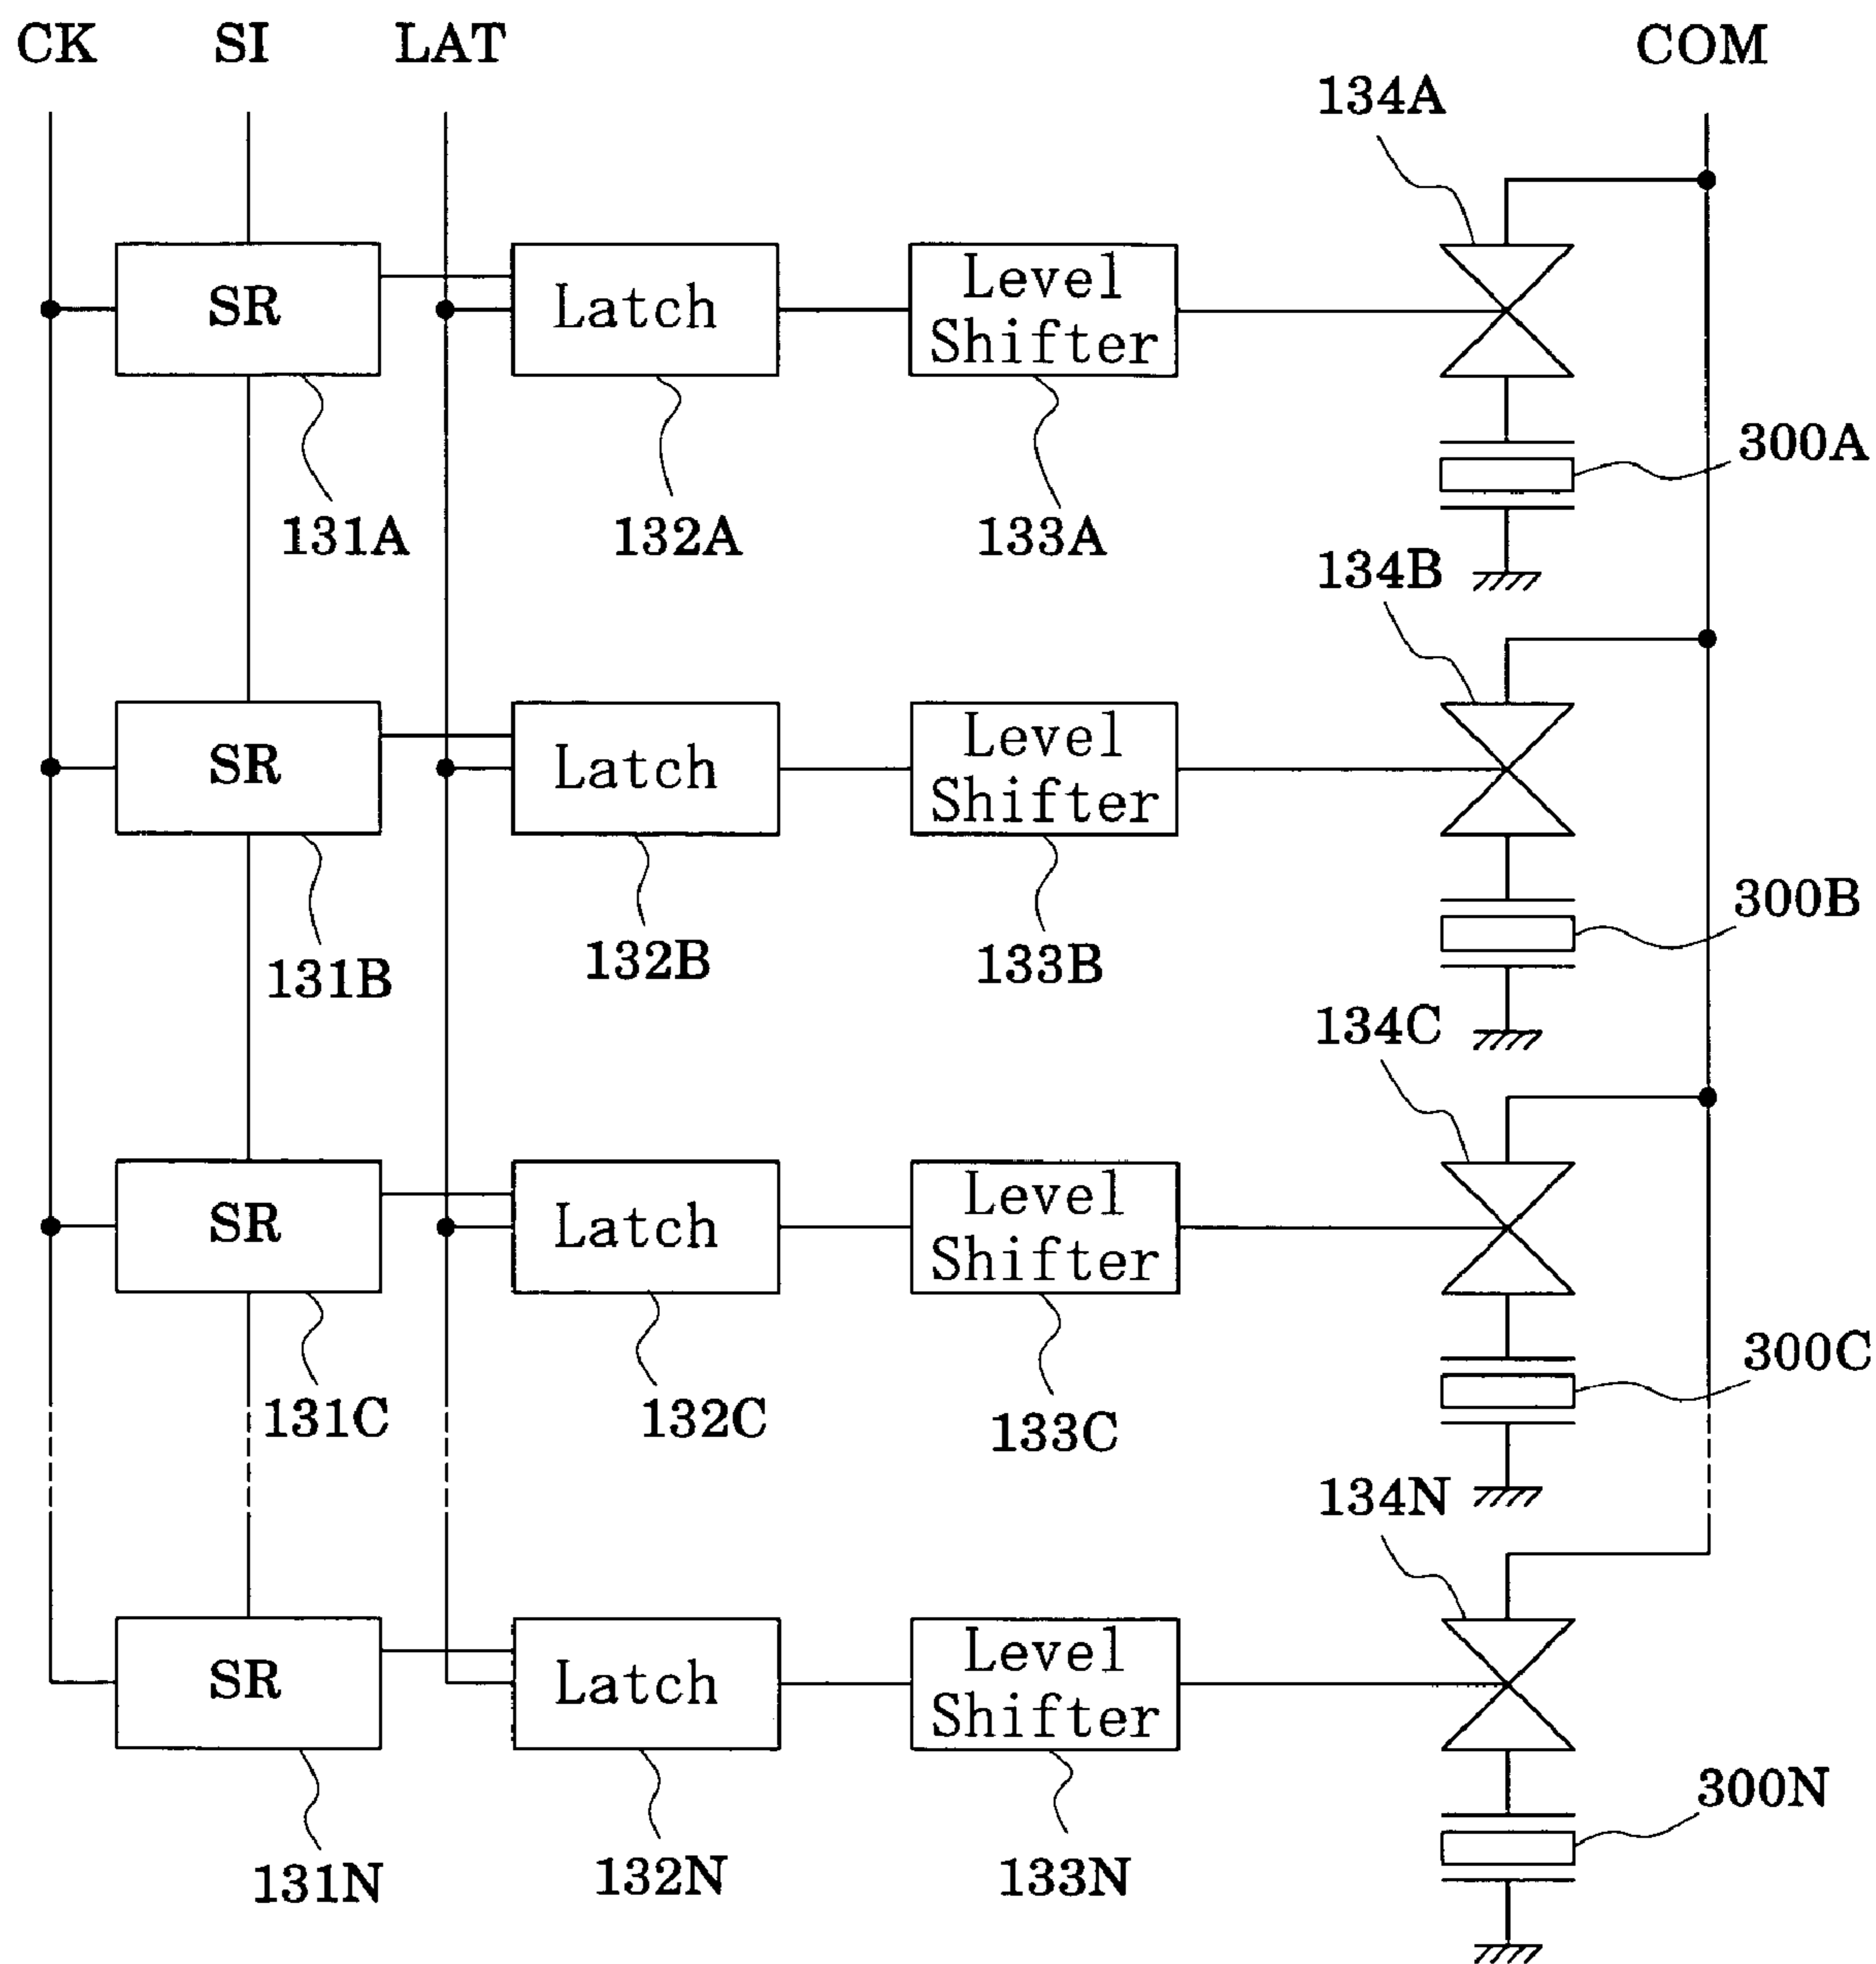 CK
SI
LAT
COM
134A
SR
Latch
Level
Shifter
300A
131A
132A
133A
134B
SR
Latch
Level
Shifter
300B
131B
132B
133B
134C
SR
Latch
Level
Shifter
300C
131C
132C
133C
134N
SR
Latch
Level
Shifter
300N
131N
132N
133N